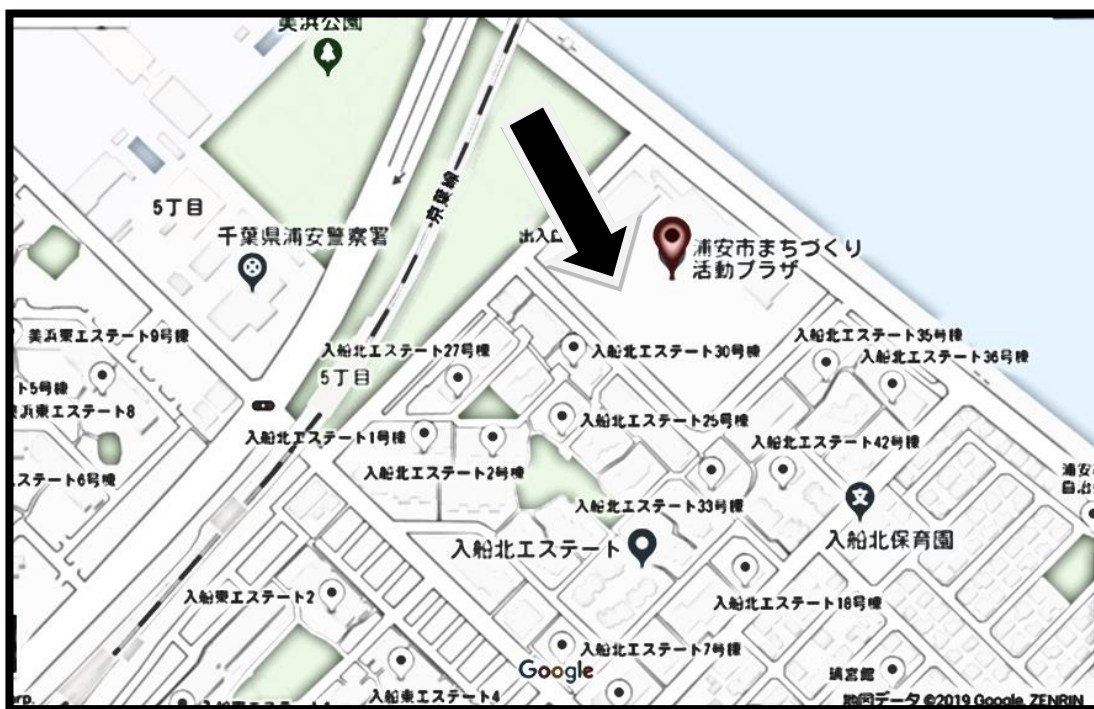 美浜公園
5丁目
千葉県浦安警察署
京葉線
出入口
浦安市まちづくり
活動プラザ
美浜東エステート9号棟
入船北エステート27号棟
5丁目
入船北エステート30号棟
入船北エステート35号棟
入船北エステート36号棟
ト5号棟
浜東エステート8
入船北エステート1号棟
入船北エステート25号棟
入船北エステート42号棟
ステート6号棟
入船北エステート2号棟
浦安
自治
入船北エステート33号棟
入船北エステート
入船北保育園
入船東エステート2
入船北エステート18号棟
入船北エステート7号棟
Google
入船東エステート4
地図データ ©2019 Google, ZENRIN